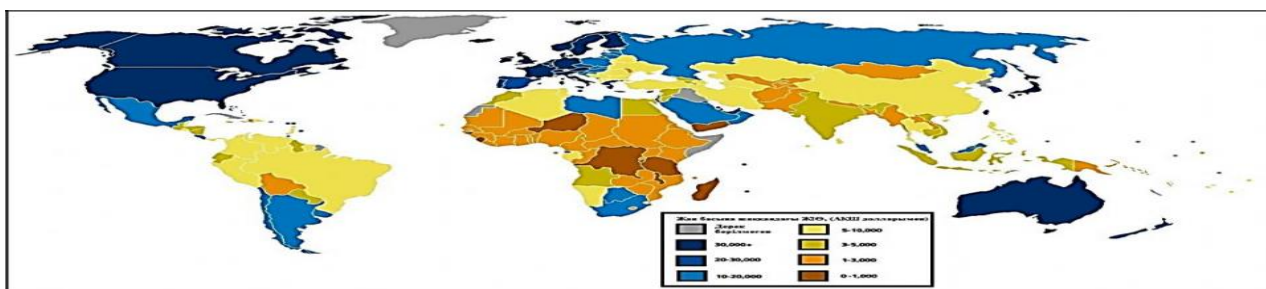 Жан басына шаққандағы ЖІӨ, (АҚШ долларымен)
Дерек
берілмеген
30,000+
20-30,000
10-20,000
5-10,000
3-5,000
1-3,000
0-1,000